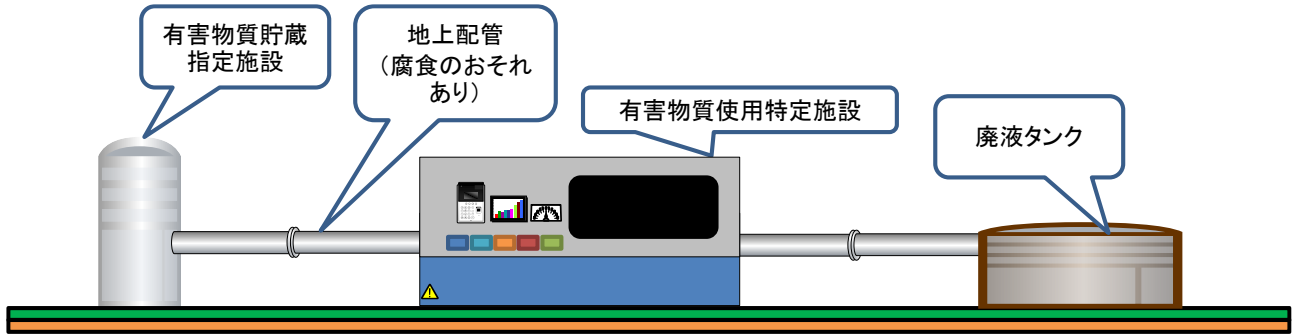 有害物質貯蔵
指定施設
地上配管
（腐食のおそれ
あり）
有害物質使用特定施設
廃液タンク